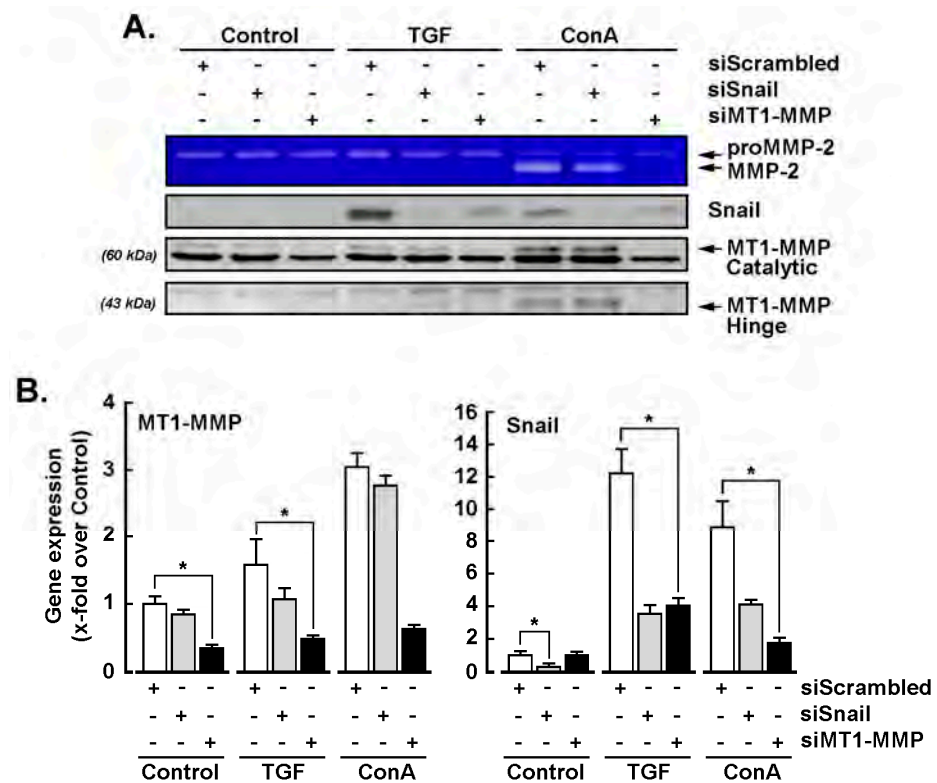 A.
Control TGF ConA
+ - - + - - + - - siScrambled
- + - - + - - + - siSnail
- - + - - + - - + siMT1-MMP
proMMP-2
MMP-2
Snail
(60 kDa) MT1-MMP
Catalytic
(43 kDa) MT1-MMP
Hinge
B.
Gene expression
(x-fold over Control)
4
3
2
1
0
MT1-MMP
* *
16
14
12
10
8
6
4
2
0
Snail
* * *
+ - - + - - + - - + - - + - - + - - siScrambled
- + - - + - - + - - + - - + - - + - siSnail
- - + - - + - - + - - + - - + - - + siMT1-MMP
Control TGF ConA Control TGF ConA